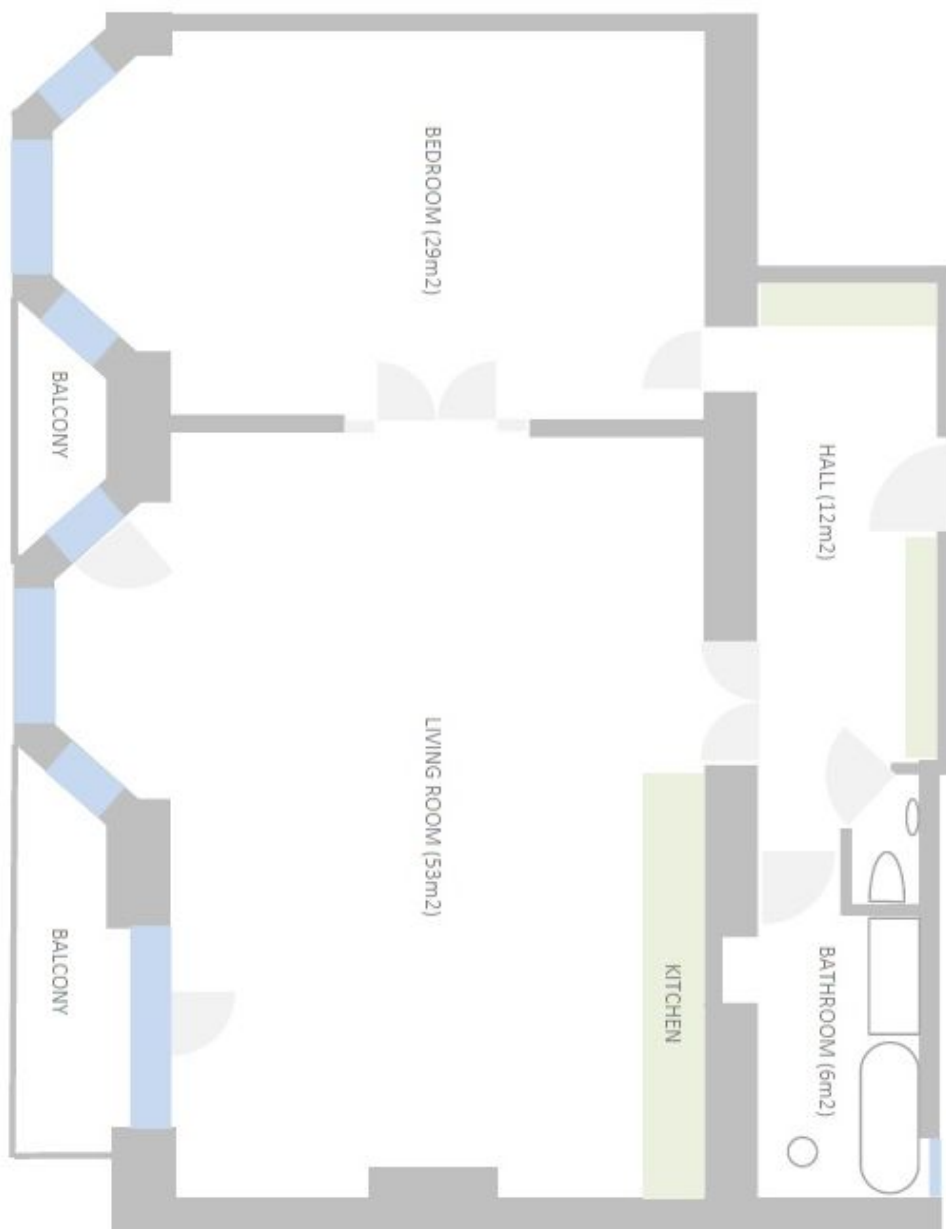 BEDROOM (29m2)
BALCONY
HALL (12m2)
LIVING ROOM (53m2)
BALCONY
KITCHEN
BATHROOM (6m2)